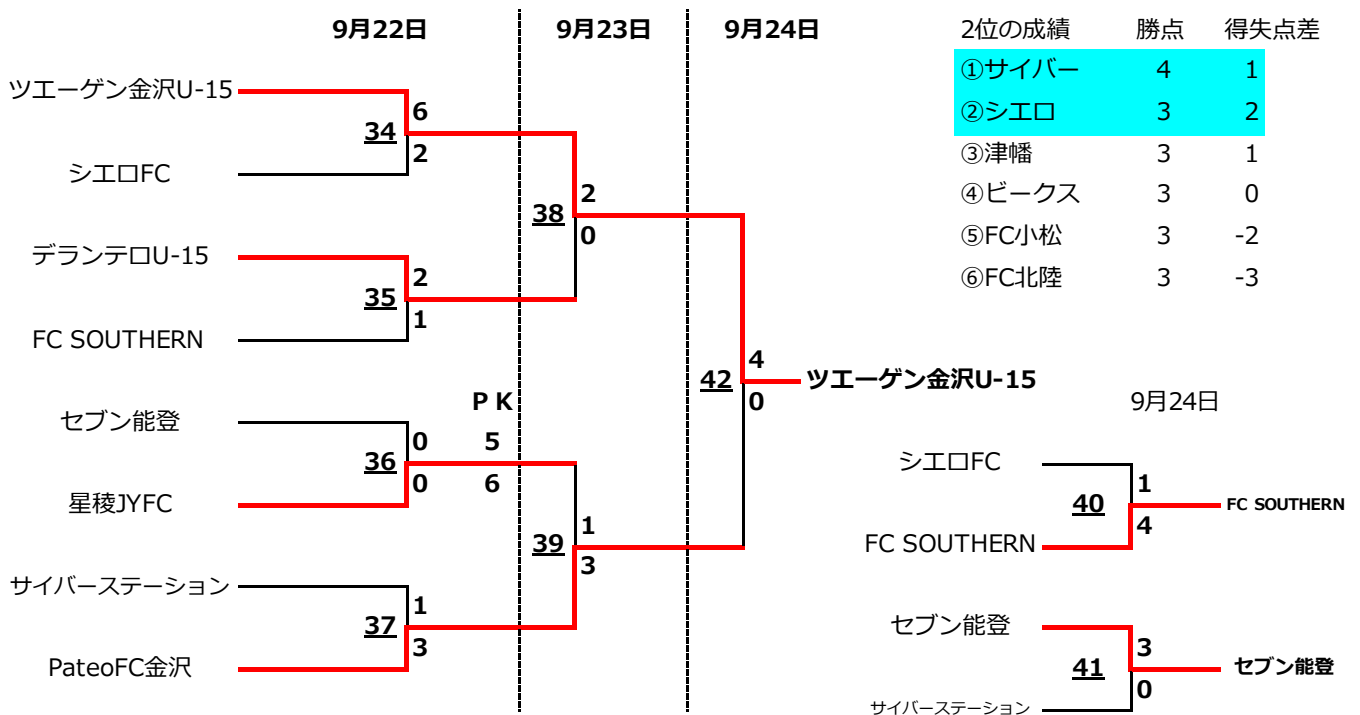 9月22日 9月23日 9月24日 2位の成績 勝点 得失点差
①サイバー 4 1
②シエロ 3 2
③津幡 3 1
④ビークス 3 0
⑤FC小松 3 -2
⑥FC北陸 3 -3
ツエーゲン金沢U-15
6
34
2
シエロFC
2
38
0
デランテロU-15
2
35
1
FC SOUTHERN
4
42
0
ツエーゲン金沢U-15
ＰＫ
セブン能登
0 5
36
0 6
星稜JYFC
1
39
3
サイバーステーション
1
37
3
PateoFC金沢
9月24日
シエロFC
1
40
4
FC SOUTHERN
FC SOUTHERN
セブン能登
3
41
0
セブン能登
サイバーステーション